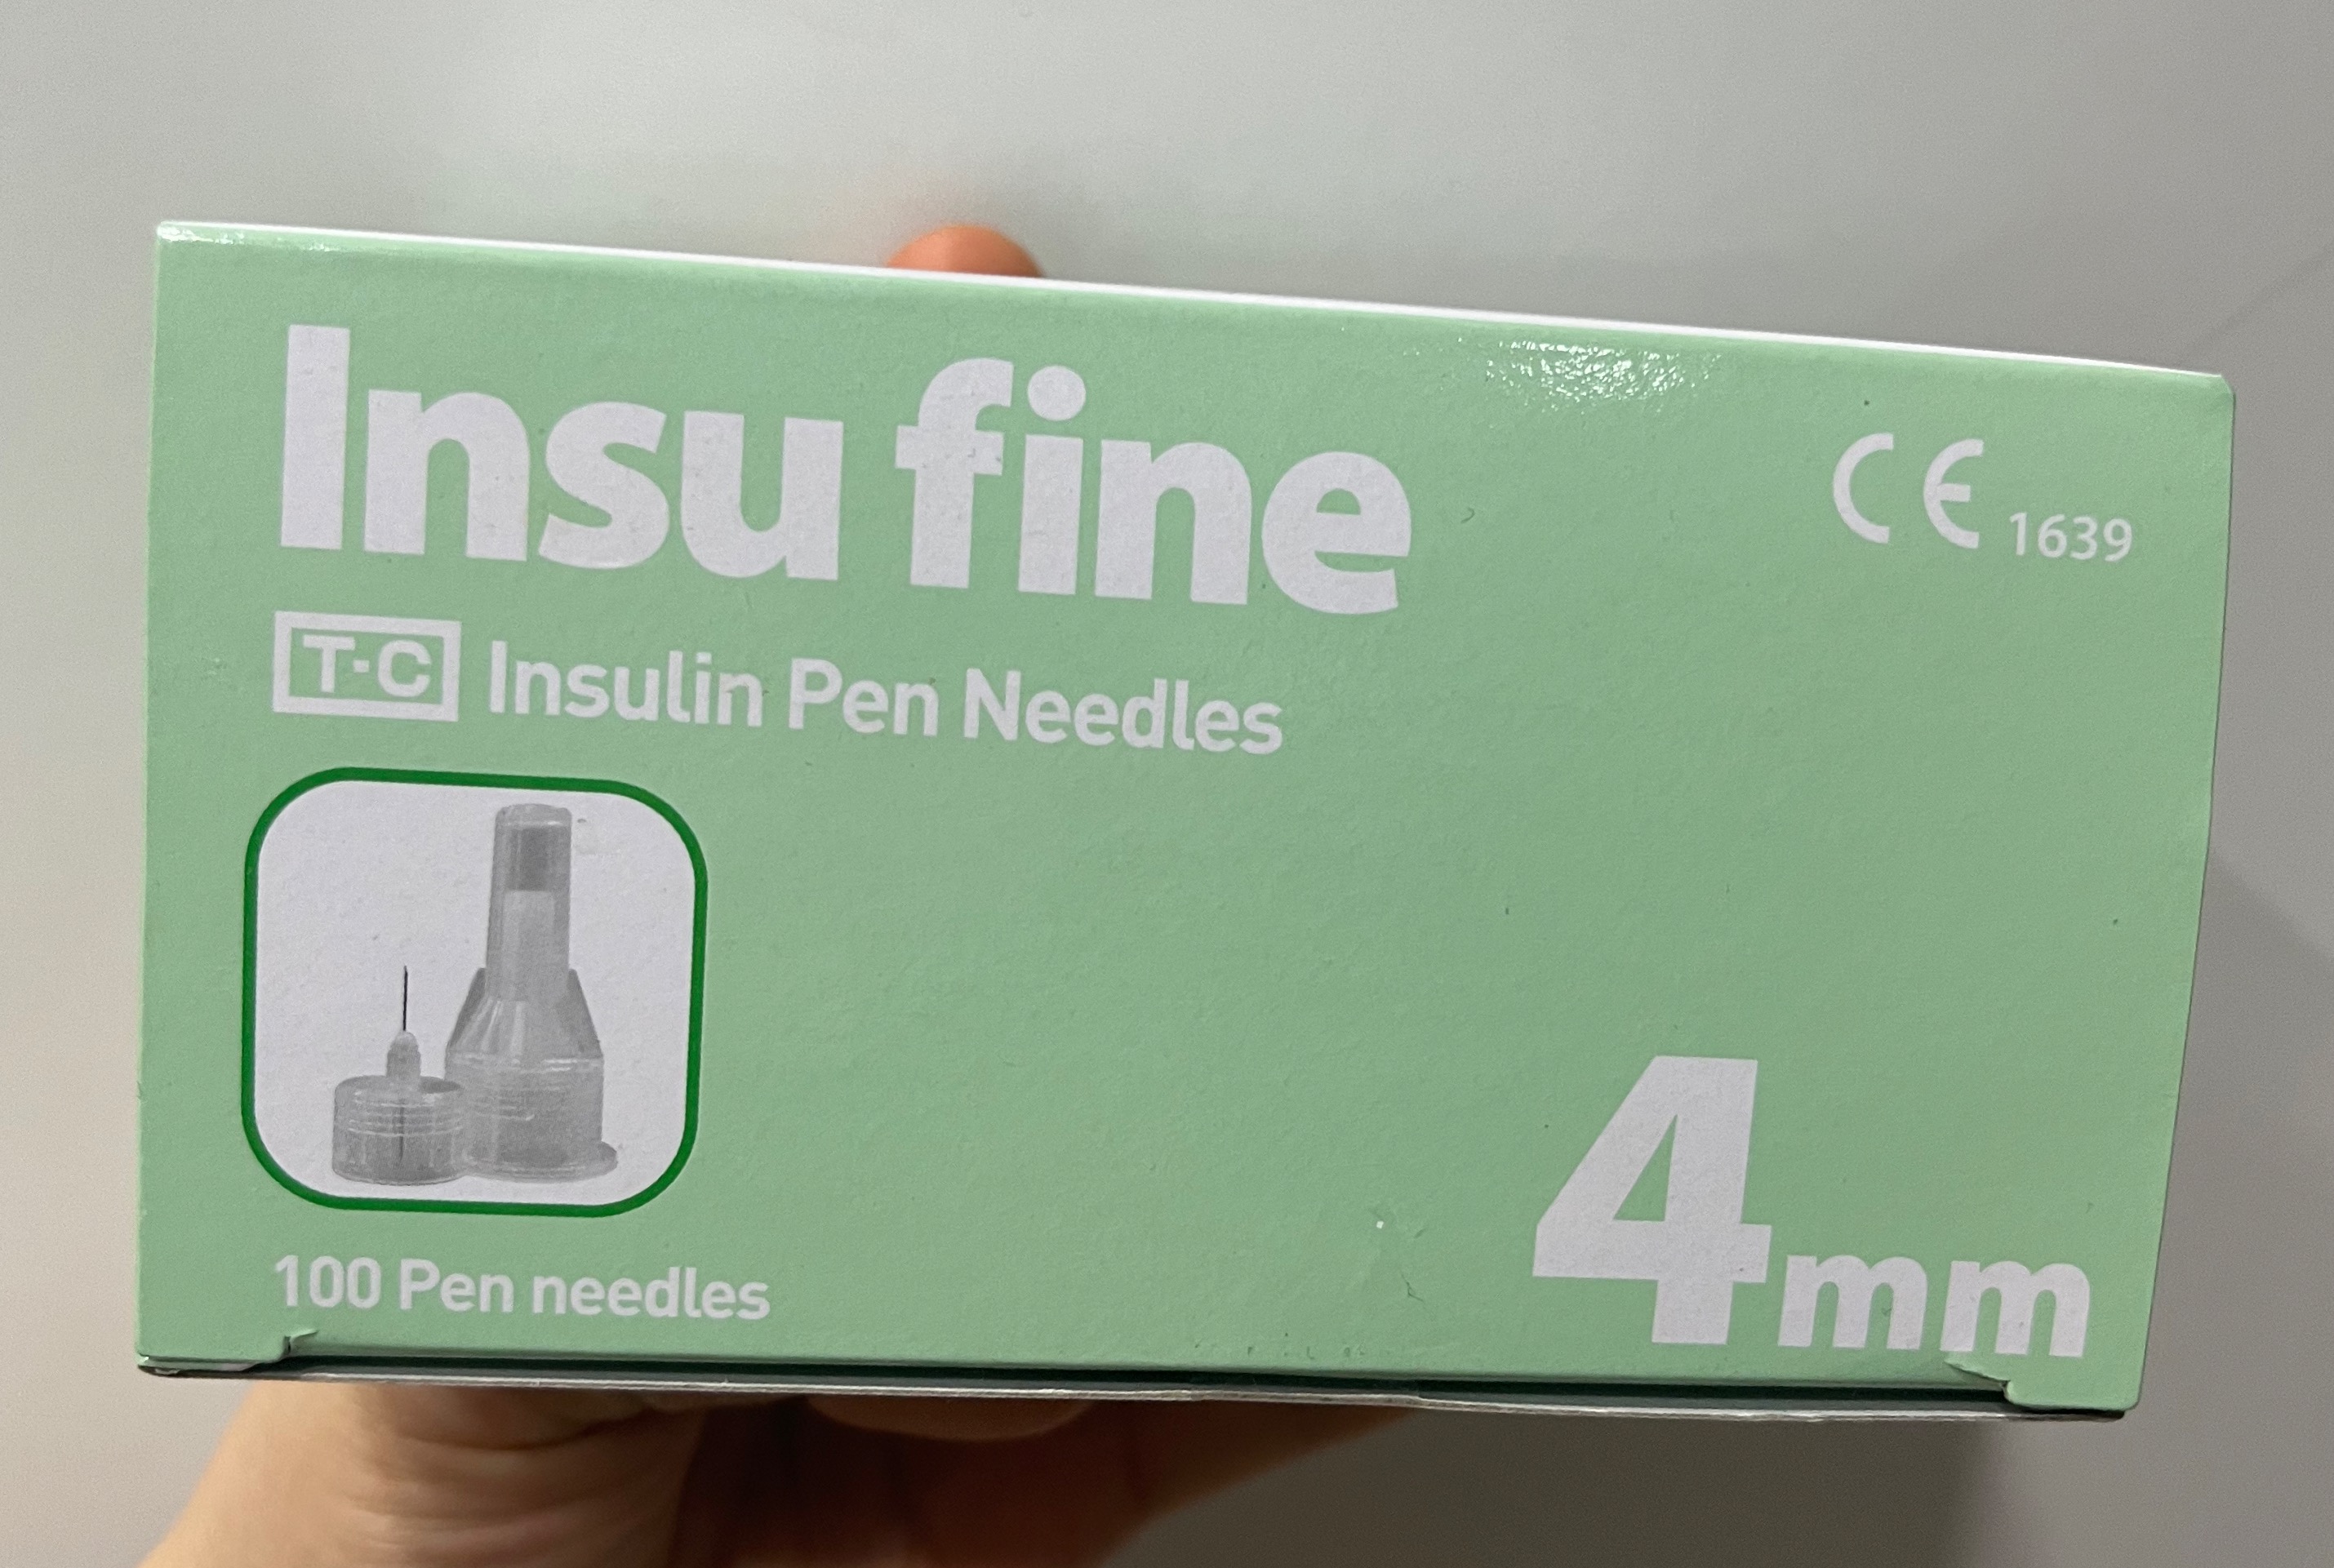 Insu fine
CE 1639
T-C Insulin Pen Needles
100 Pen needles
4mm